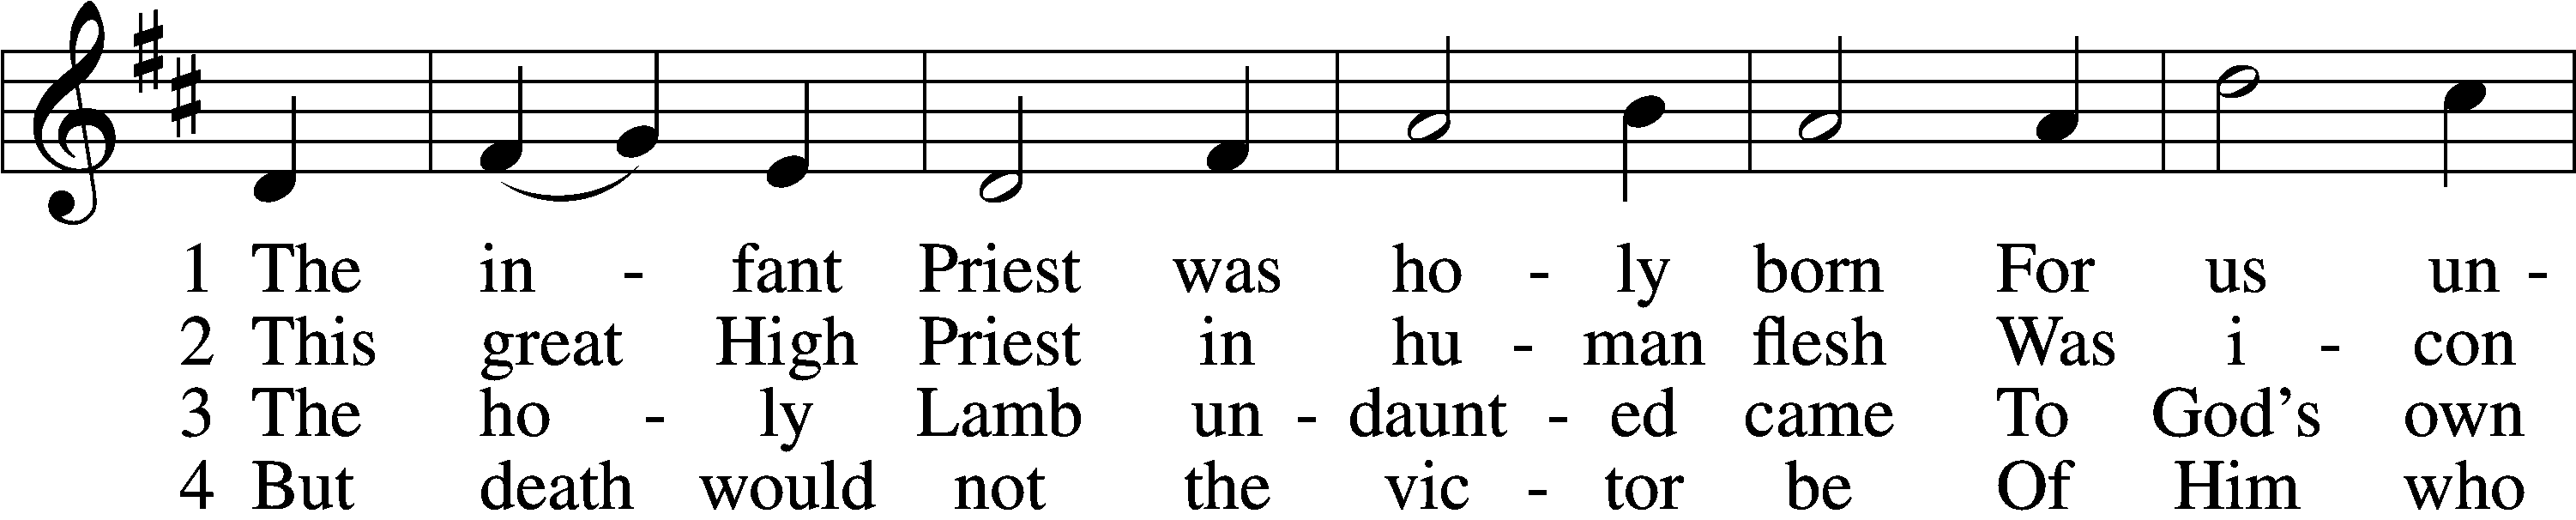 1 The in - fant Priest was ho - ly born For us un -
2 This great High Priest in hu - man flesh Was i - con
3 The ho - ly Lamb un - daunt - ed came To God's own
4 But death would not the vic - tor be Of Him who